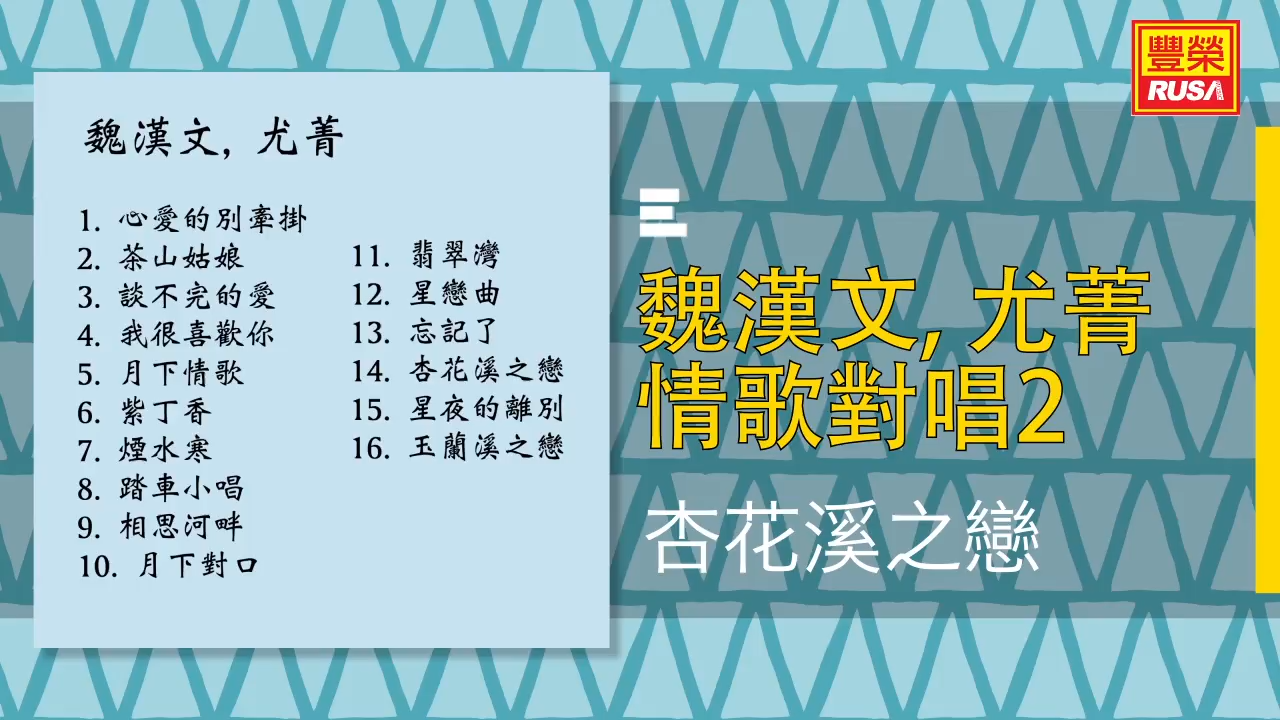 魏漢文, 尤菁
1. 心愛的別牽掛
2. 茶山姑娘
3. 談不完的愛
4. 我很喜歡你
5. 月下情歌
6. 紫丁香
7. 煙水寒
8. 踏車小唱
9. 相思河畔
10. 月下對口
11. 翡翠灣
12. 星戀曲
13. 忘記了
14. 杏花溪之戀
15. 星夜的離別
16. 玉蘭溪之戀
豐榮
RUSA
魏漢文, 尤菁
情歌對唱2
杏花溪之戀